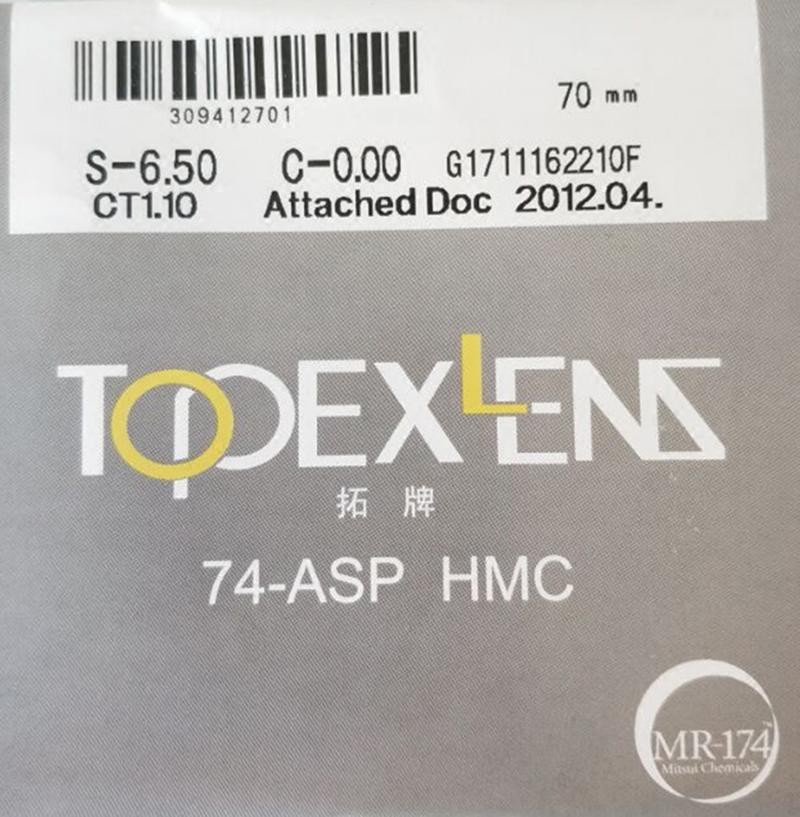 309412701
70 mm
S-6.50 C-0.00 G1711162210F
CT1.10 Attached Doc 2012.04.
TOPEXLENS
拓牌
74-ASP HMC
MR-174™
Mitsui Chemicals